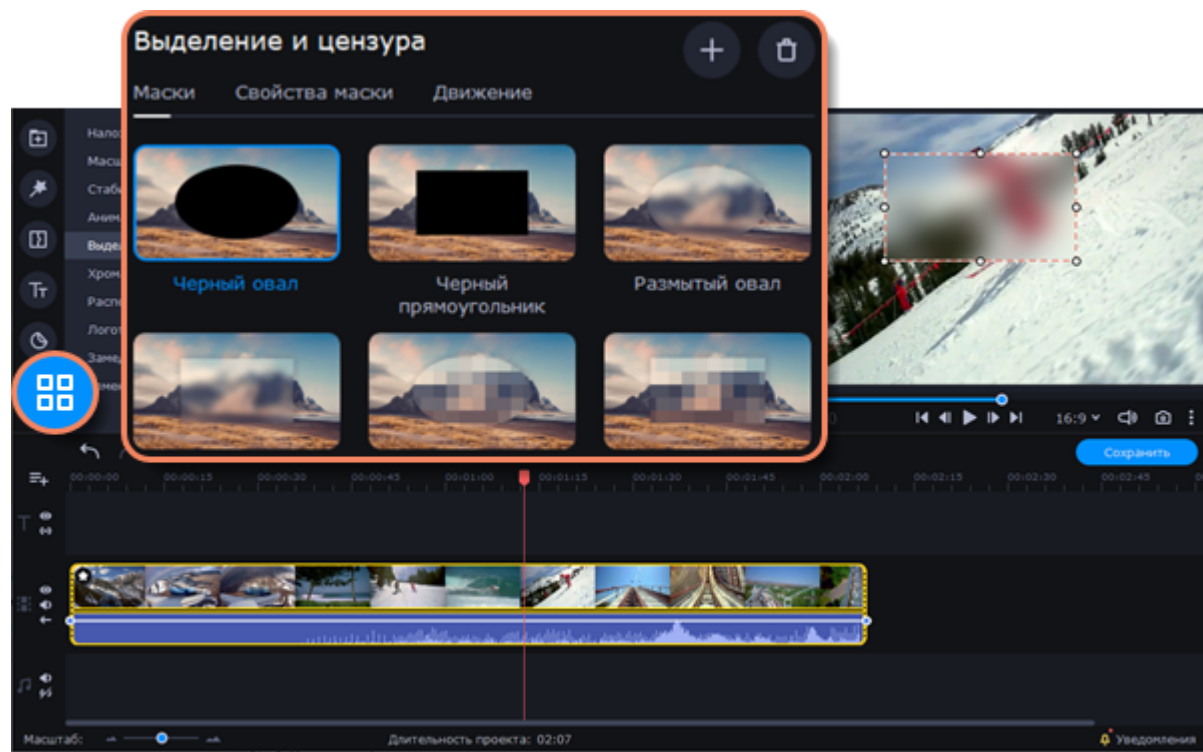 Выделение и цензура
Маски Свойства маски Движение
Черный овал
Черный
прямоугольник
Размытый овал
16:9
Сохранить
00:00:00 00:00:15 00:00:30 00:00:45 00:01:00 00:01:15 00:01:30 00:01:45 00:02:00 00:02:15 00:02:30 00:02:45
Масштаб:
Длительность проекта: 02:07
Уведомления